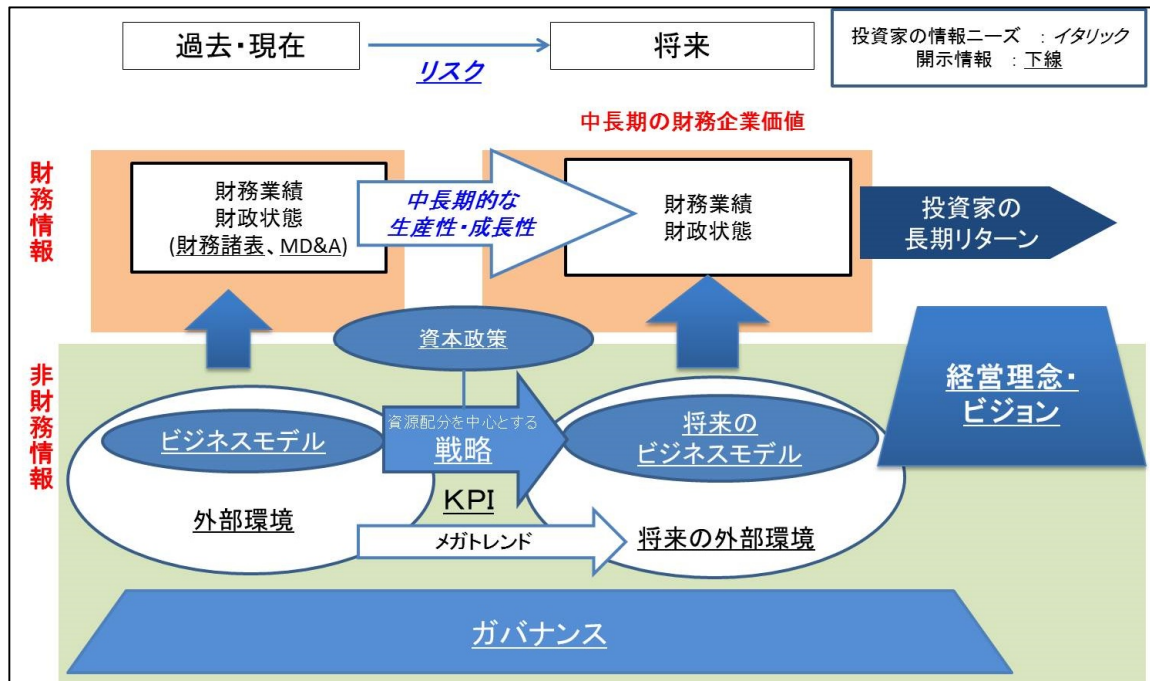 過去・現在
リスク
将来
投資家の情報ニーズ ：イタリック
開示情報 ：下線
中長期の財務企業価値
財務情報
財務業績
財政状態
(財務諸表、MD&A)
中長期的な
生産性・成長性
財務業績
財政状態
投資家の
長期リターン
非財務情報
資本政策
経営理念・
ビジョン
ビジネスモデル
資源配分を中心とする
戦略
将来の
ビジネスモデル
KPI
外部環境
メガトレンド
将来の外部環境
ガバナンス